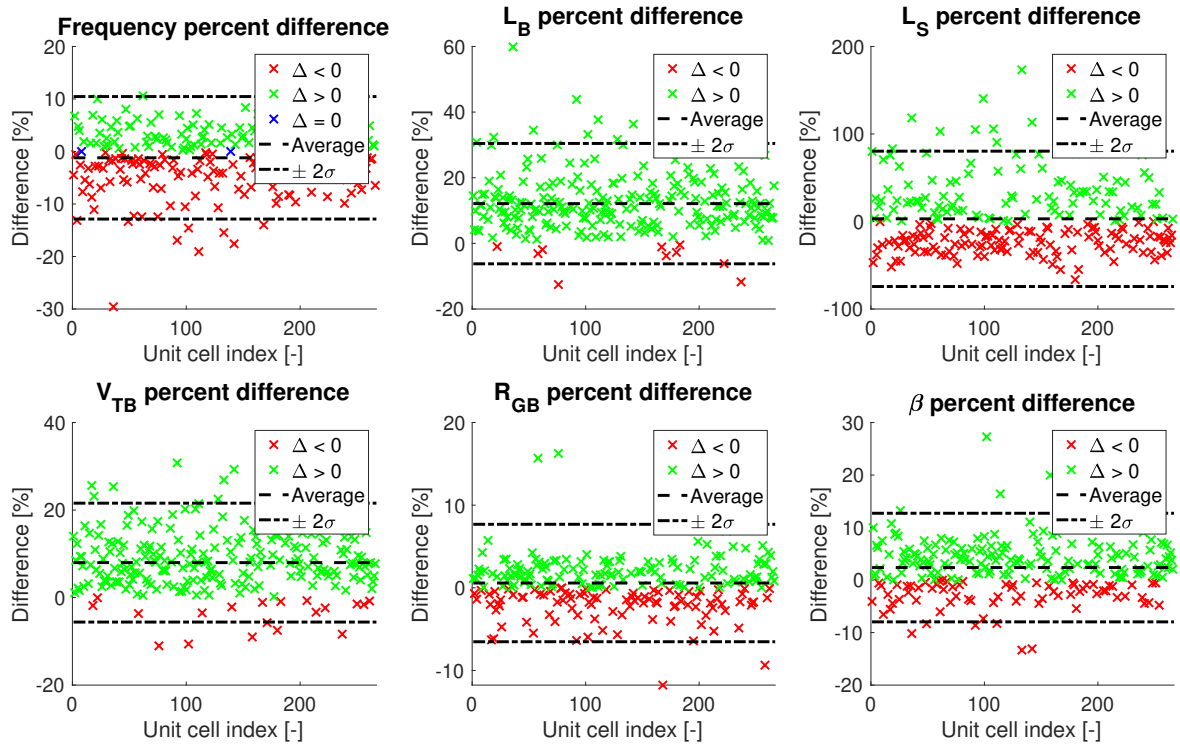 Frequency percent difference
20
10
0
-10
-20
-30
Difference [%]
0 100 200
Unit cell index [-]
Δ < 0
Δ > 0
Δ = 0
Average
± 2σ
L_B percent difference
60
40
20
0
-20
Difference [%]
0 100 200
Unit cell index [-]
Δ < 0
Δ > 0
Average
± 2σ
L_S percent difference
200
100
0
-100
Difference [%]
0 100 200
Unit cell index [-]
Δ < 0
Δ > 0
Average
± 2σ
V_TB percent difference
40
20
0
-20
Difference [%]
0 100 200
Unit cell index [-]
Δ < 0
Δ > 0
Average
± 2σ
R_GB percent difference
20
10
0
-10
Difference [%]
0 100 200
Unit cell index [-]
Δ < 0
Δ > 0
Average
± 2σ
β percent difference
30
20
10
0
-10
-20
Difference [%]
0 100 200
Unit cell index [-]
Δ < 0
Δ > 0
Average
± 2σ